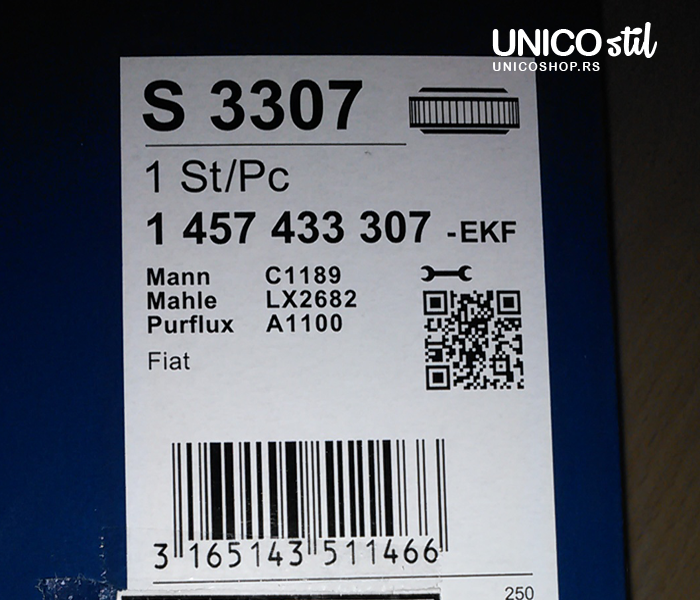 UNICO stil
UNICOSHOP.RS
S 3307
1 St/Pc
1 457 433 307 -EKF
Mann C1189
Mahle LX2682
Purflux A1100
Fiat
3 165143 511466
250